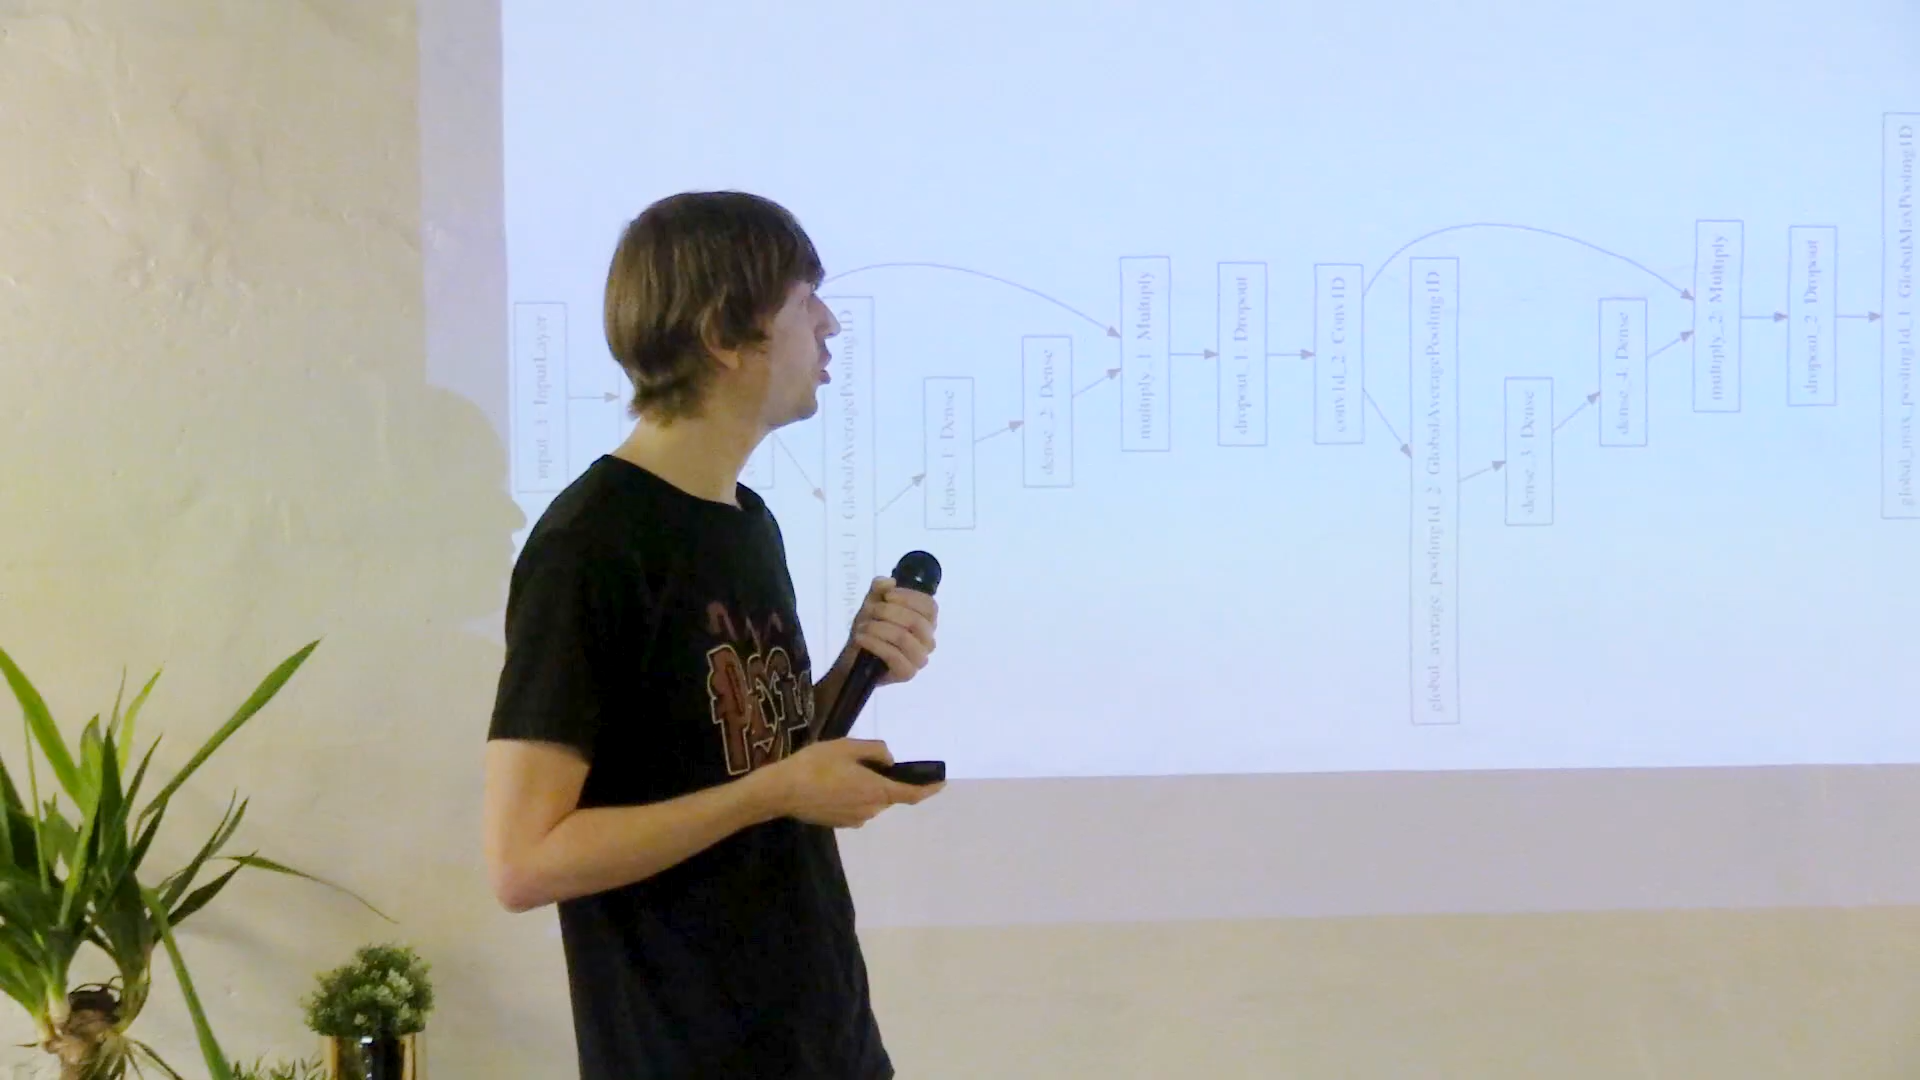 input_1 InputLayer
GlobalAveragePooling1D
dense_1 Dense
dense_2 Dense
multiply_1 Multiply
dropout_1 Dropout
conv1d_2 Conv1D
global_average_pooling1d_2 GlobalAveragePooling1D
dense_3 Dense
dense_4 Dense
multiply_2 Multiply
dropout_2 Dropout
global_max_pooling1d_1 GlobalMaxPooling1D